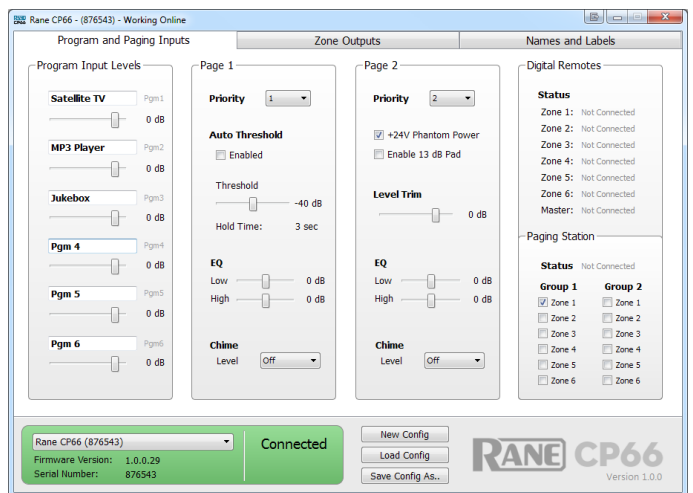 Rane CP66 - (876543) - Working Online
Program and Paging Inputs
Zone Outputs
Names and Labels
Program Input Levels
Satellite TV Pgm1
0 dB
MP3 Player Pgm2
0 dB
Jukebox Pgm3
0 dB
Pgm 4 Pgm4
0 dB
Pgm 5 Pgm5
0 dB
Pgm 6 Pgm6
0 dB
Page 1
Priority 1
Auto Threshold
Enabled
Threshold
-40 dB
Hold Time: 3 sec
EQ
Low 0 dB
High 0 dB
Chime
Level Off
Page 2
Priority 2
+24V Phantom Power
Enable 13 dB Pad
Level Trim
0 dB
EQ
Low 0 dB
High 0 dB
Chime
Level Off
Digital Remotes
Status
Zone 1: Not Connected
Zone 2: Not Connected
Zone 3: Not Connected
Zone 4: Not Connected
Zone 5: Not Connected
Zone 6: Not Connected
Master: Not Connected
Paging Station
Status Not Connected
Group 1 Group 2
Zone 1 Zone 1
Zone 2 Zone 2
Zone 3 Zone 3
Zone 4 Zone 4
Zone 5 Zone 5
Zone 6 Zone 6
Rane CP66 (876543)
Firmware Version: 1.0.0.29
Serial Number: 876543
Connected
New Config
Load Config
Save Config As..
RANE CP66
Version 1.0.0